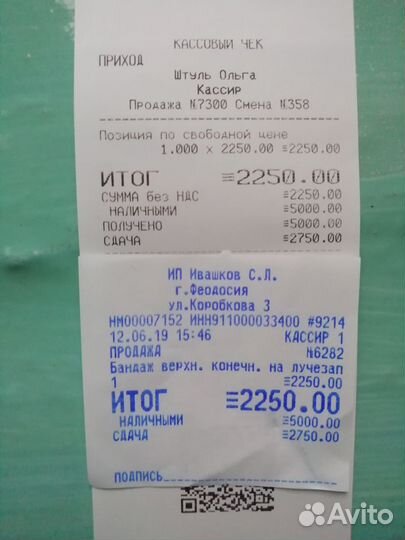 КАССОВЫЙ ЧЕК
ПРИХОД
Штуль Ольга
Кассир
Продажа №7300 Смена №358
Позиция по свободной цене
1.000 x 2250.00 ≡2250.00
ИТОГ ≡2250.00
СУММА без НДС ≡2250.00
НАЛИЧНЫМИ ≡5000.00
ПОЛУЧЕНО ≡5000.00
СДАЧА ≡2750.00
ИП Ивашков С.Л.
г.Феодосия
ул.Коробкова 3
НМ00007152 ИНН911000033400 #9214
12.06.19 15:46 КАССИР 1
ПРОДАЖА №6282
Бандаж верхн. конечн. на лучезап
1 ≡2250.00
ИТОГ ≡2250.00
НАЛИЧНЫМИ ≡5000.00
СДАЧА ≡2750.00
ПОДПИСЬ
Avito